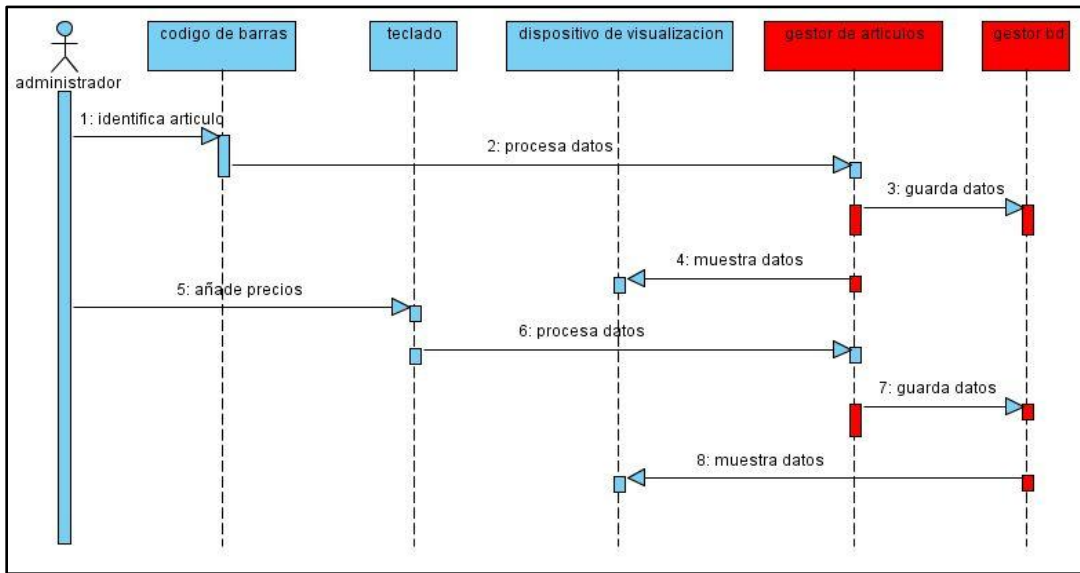 codigo de barras
teclado
dispositivo de visualizacion
gestor de articulos
gestor bd
administrador
1: identifica articulo
2: procesa datos
3: guarda datos
4: muestra datos
5: añade precios
6: procesa datos
7: guarda datos
8: muestra datos